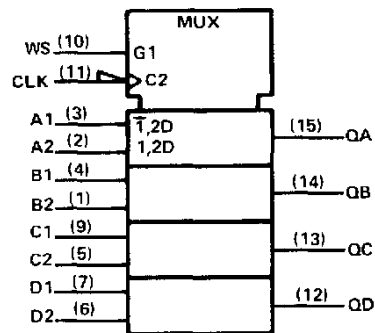 MUX
WS (10) G1
CLK (11) C2
A1 (3) 1̅,2D
A2 (2) 1,2D
(15) QA
B1 (4)
B2 (1)
(14) QB
C1 (9)
C2 (5)
(13) QC
D1 (7)
D2 (6)
(12) QD